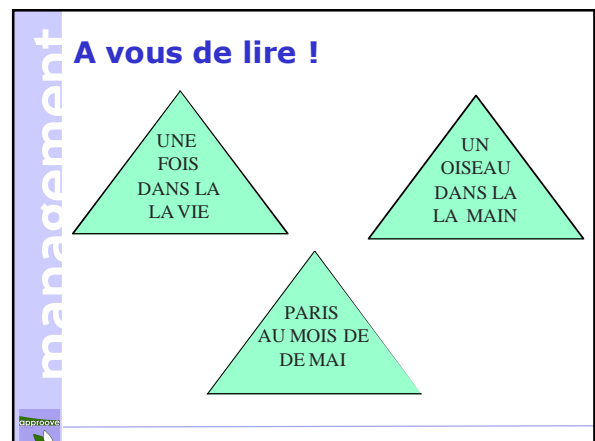 A vous de lire !
management
UNE
FOIS
DANS LA
LA VIE
UN
OISEAU
DANS LA
LA MAIN
PARIS
AU MOIS DE
DE MAI
approove